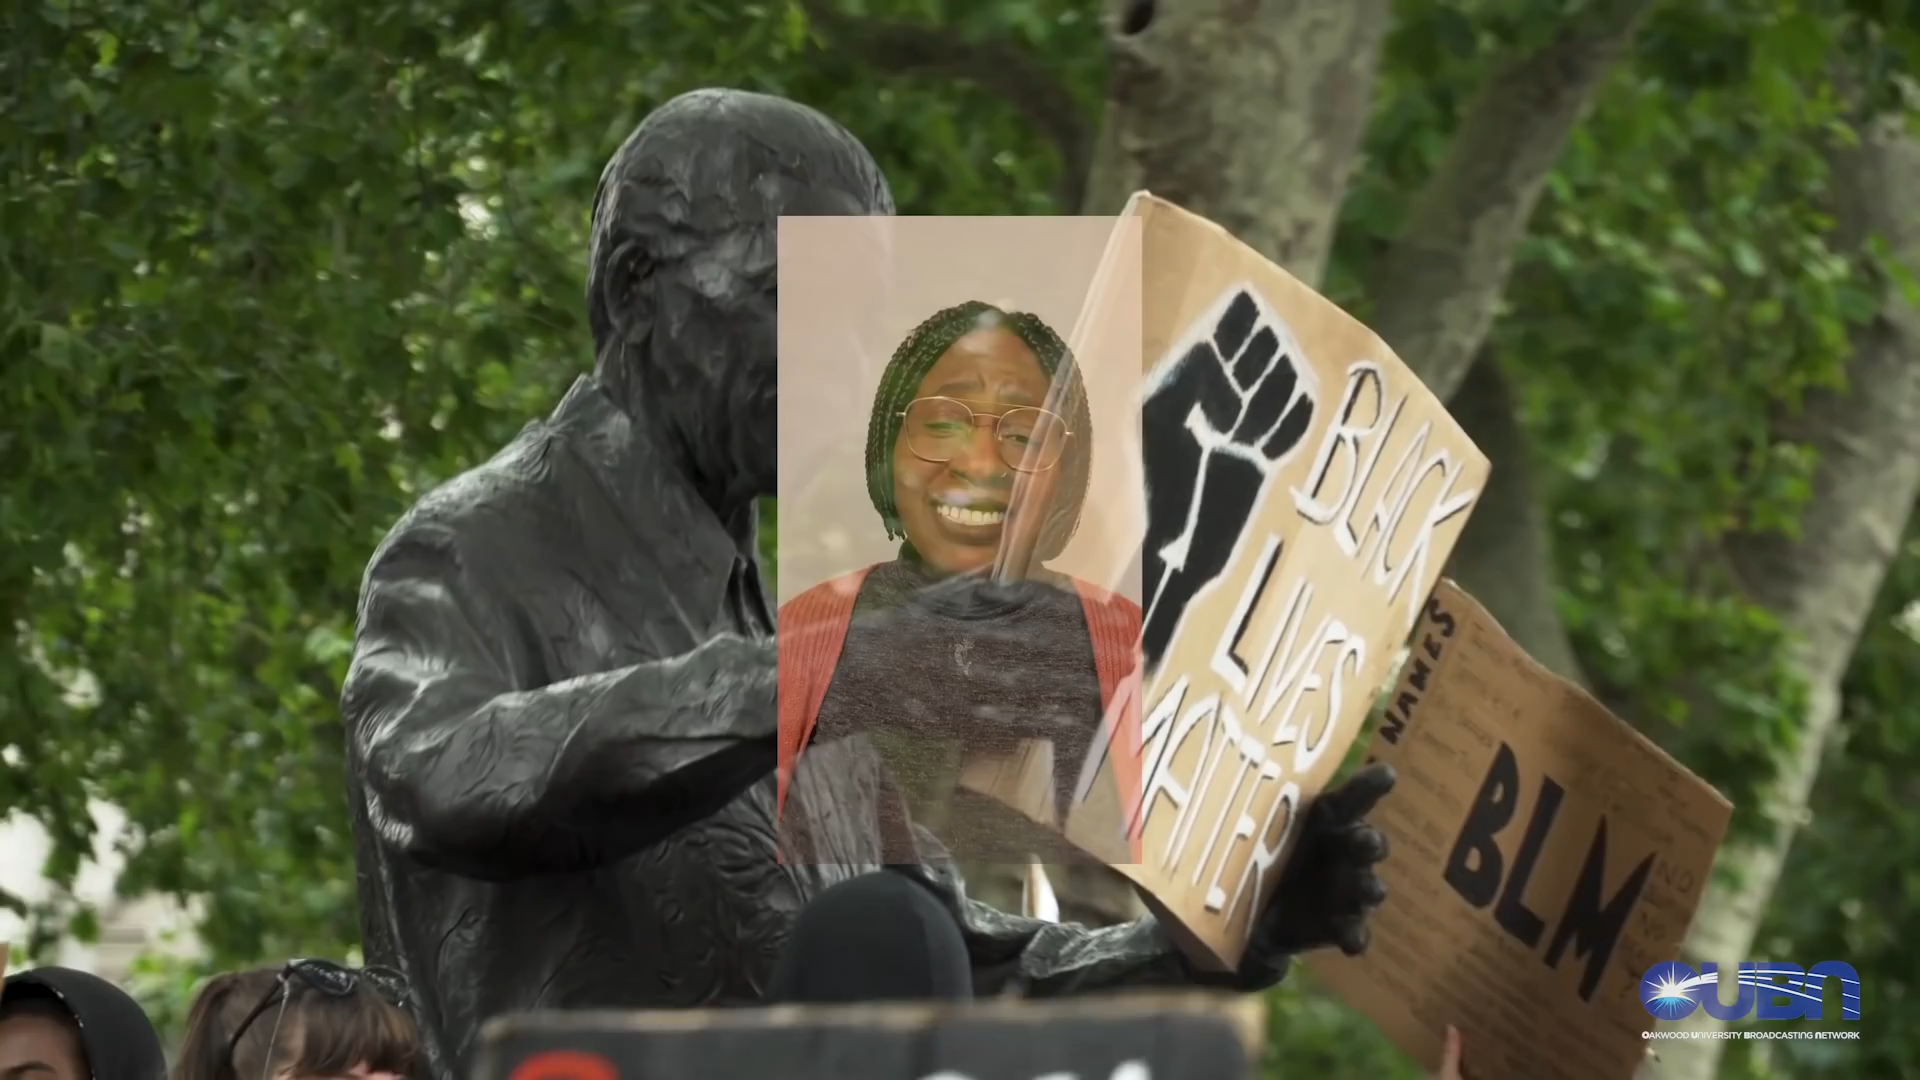 BLACK
LIVES
MATTER
NAMES
BLM
OUBN
OAKWOOD UNIVERSITY BROADCASTING NETWORK